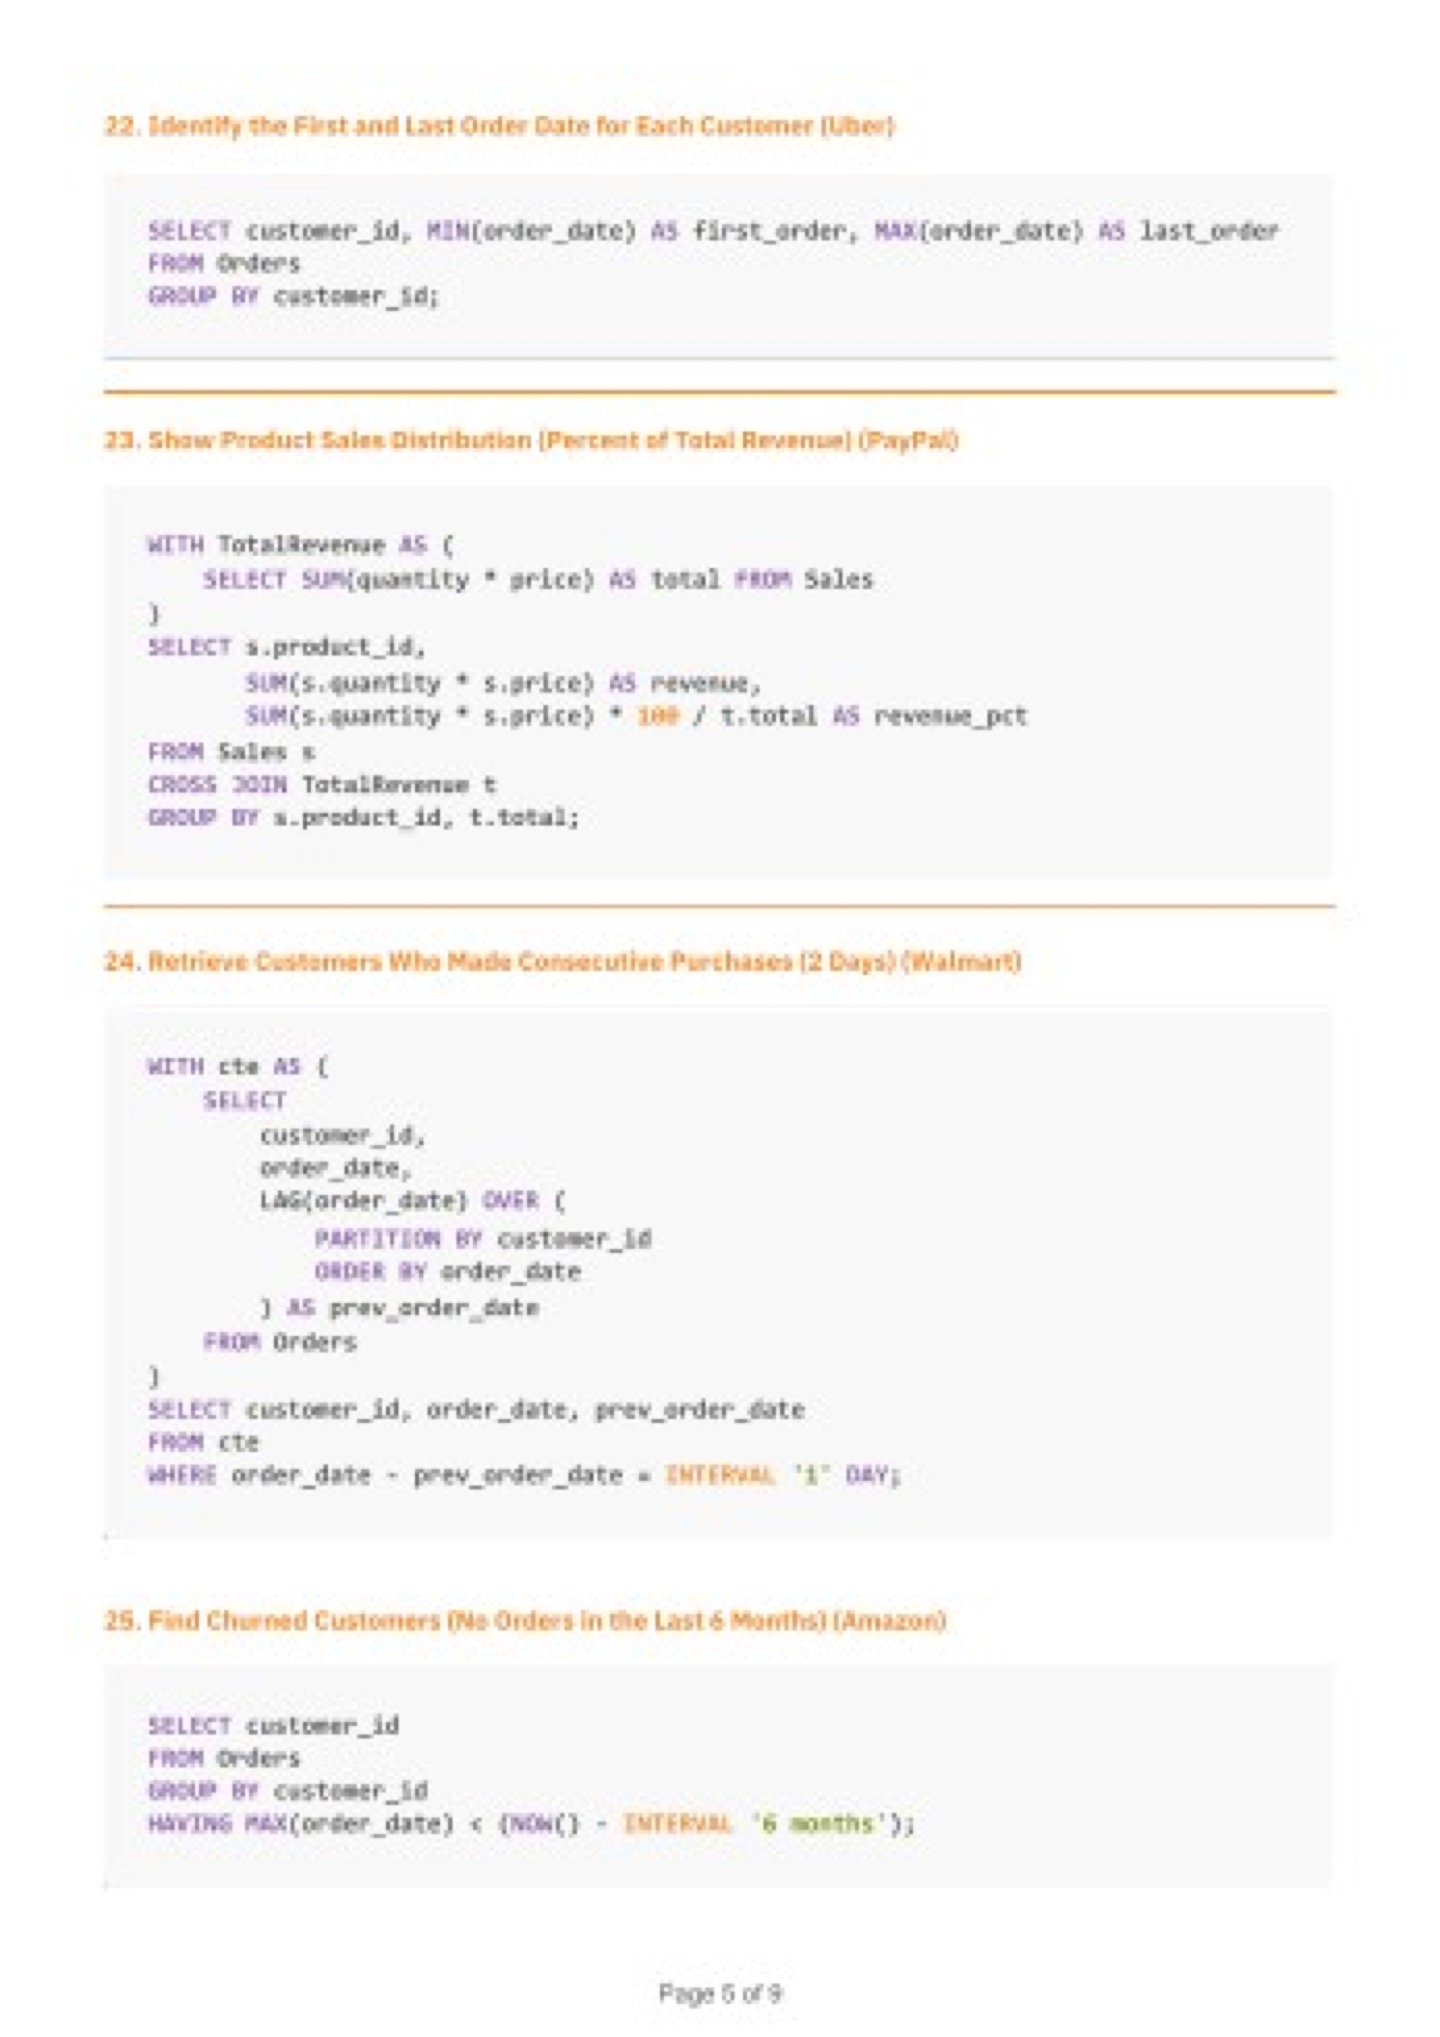 22. Identify the First and Last Order Date for Each Customer (Uber)
SELECT customer_id, MIN(order_date) AS first_order, MAX(order_date) AS last_order
FROM Orders
GROUP BY customer_id;
23. Show Product Sales Distribution (Percent of Total Revenue) (PayPal)
WITH TotalRevenue AS (
    SELECT SUM(quantity * price) AS total FROM Sales
)
SELECT s.product_id,
       SUM(s.quantity * s.price) AS revenue,
       SUM(s.quantity * s.price) * 100 / t.total AS revenue_pct
FROM Sales s
CROSS JOIN TotalRevenue t
GROUP BY s.product_id, t.total;
24. Retrieve Customers Who Made Consecutive Purchases (2 Days) (Walmart)
WITH cte AS (
    SELECT
        customer_id,
        order_date,
        LAG(order_date) OVER (
            PARTITION BY customer_id
            ORDER BY order_date
        ) AS prev_order_date
    FROM Orders
)
SELECT customer_id, order_date, prev_order_date
FROM cte
WHERE order_date - prev_order_date = INTERVAL '1' DAY;
25. Find Churned Customers (No Orders in the Last 6 Months) (Amazon)
SELECT customer_id
FROM Orders
GROUP BY customer_id
HAVING MAX(order_date) < (NOW() - INTERVAL '6 months');
Page 5 of 9